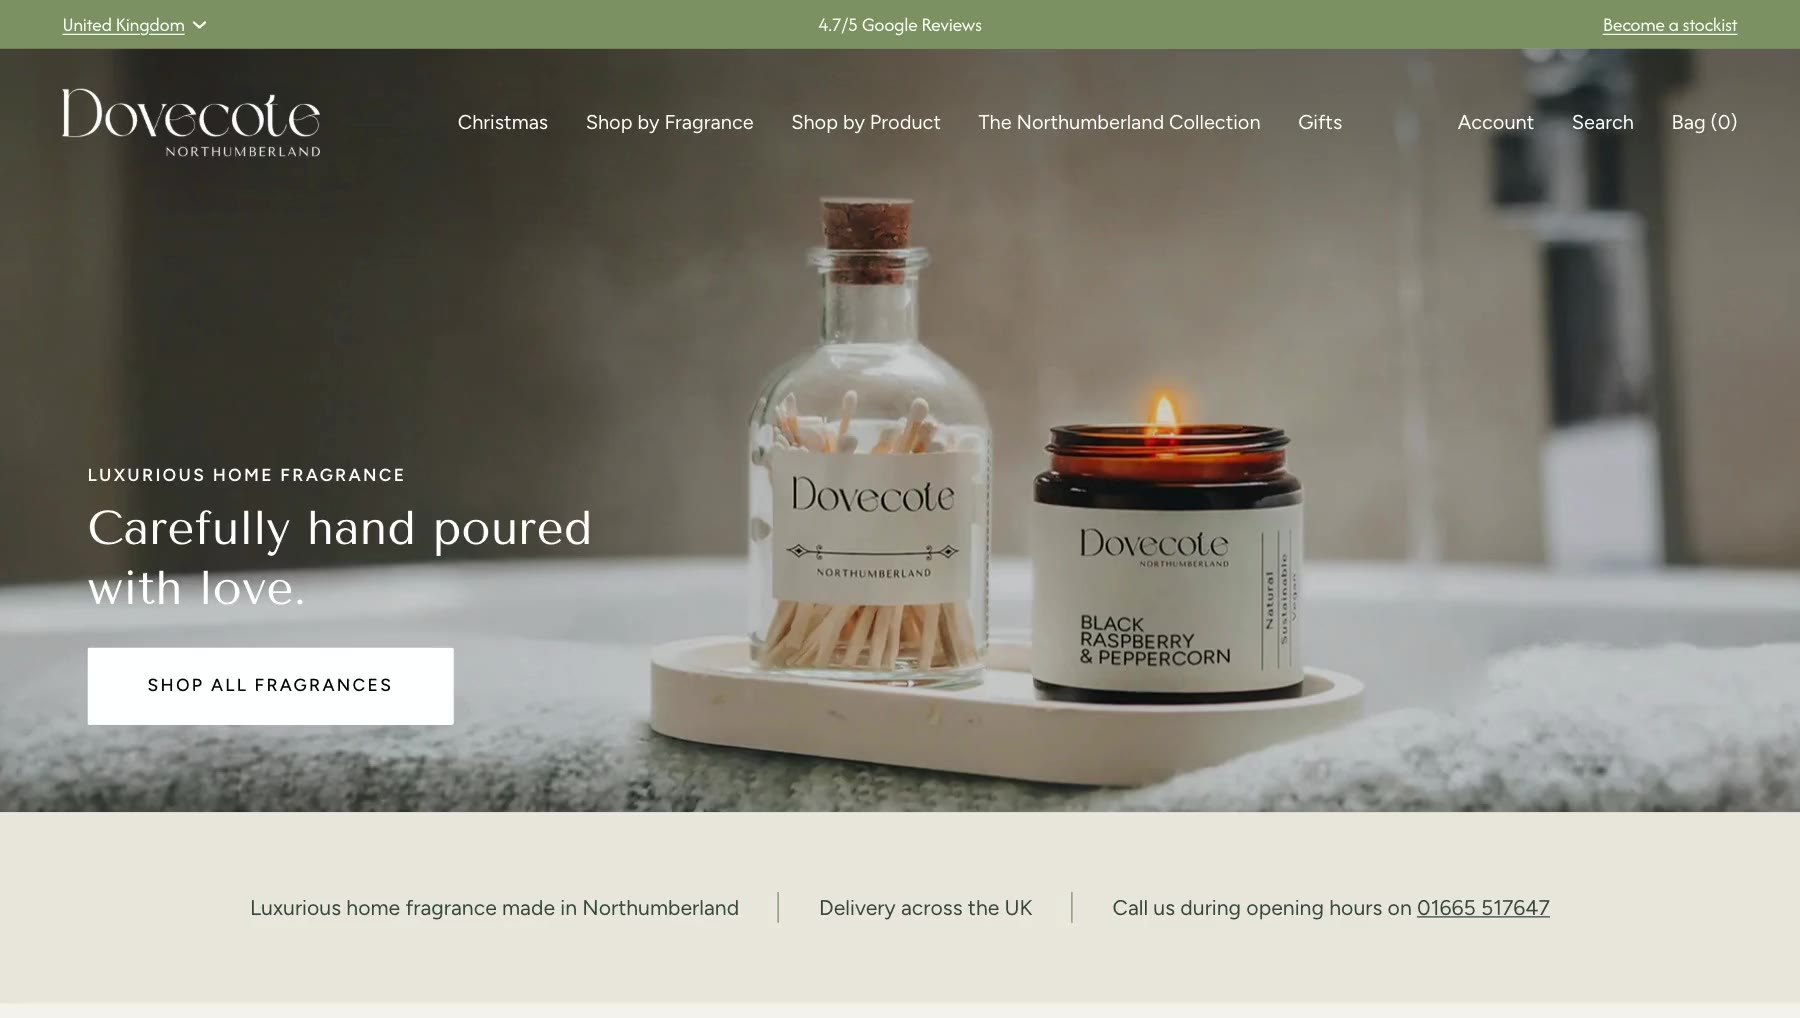 United Kingdom
4.7/5 Google Reviews
Become a stockist
Dovecote
NORTHUMBERLAND
Christmas
Shop by Fragrance
Shop by Product
The Northumberland Collection
Gifts
Account
Search
Bag (0)
LUXURIOUS HOME FRAGRANCE
Carefully hand poured
with love.
SHOP ALL FRAGRANCES
Dovecote
NORTHUMBERLAND
Dovecote
NORTHUMBERLAND
BLACK
RASPBERRY
& PEPPERCORN
Natural
Sustainable
Vegan
Luxurious home fragrance made in Northumberland
Delivery across the UK
Call us during opening hours on 01665 517647